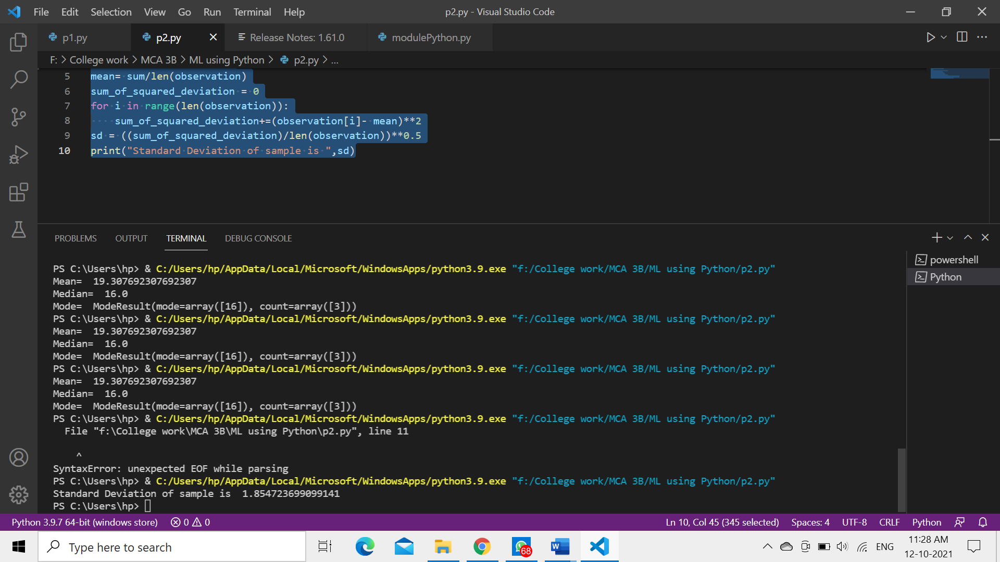 File Edit Selection View Go Run Terminal Help p2.py - Visual Studio Code
p1.py p2.py Release Notes: 1.61.0 modulePython.py
F: > College work > MCA 3B > ML using Python > p2.py > ...
5 mean= sum/len(observation)
6 sum_of_squared_deviation = 0
7 for i in range(len(observation)):
8 sum_of_squared_deviation+=(observation[i]- mean)**2
9 sd = ((sum_of_squared_deviation)/len(observation))**0.5
10 print("Standard Deviation of sample is ",sd)
PROBLEMS OUTPUT TERMINAL DEBUG CONSOLE
powershell
Python
PS C:\Users\hp> & C:/Users/hp/AppData/Local/Microsoft/WindowsApps/python3.9.exe "f:/College work/MCA 3B/ML using Python/p2.py"
Mean=  19.307692307692307
Median=  16.0
Mode=  ModeResult(mode=array([16]), count=array([3]))
PS C:\Users\hp> & C:/Users/hp/AppData/Local/Microsoft/WindowsApps/python3.9.exe "f:/College work/MCA 3B/ML using Python/p2.py"
Mean=  19.307692307692307
Median=  16.0
Mode=  ModeResult(mode=array([16]), count=array([3]))
PS C:\Users\hp> & C:/Users/hp/AppData/Local/Microsoft/WindowsApps/python3.9.exe "f:/College work/MCA 3B/ML using Python/p2.py"
Mean=  19.307692307692307
Median=  16.0
Mode=  ModeResult(mode=array([16]), count=array([3]))
PS C:\Users\hp> & C:/Users/hp/AppData/Local/Microsoft/WindowsApps/python3.9.exe "f:/College work/MCA 3B/ML using Python/p2.py"
File "f:\College work\MCA 3B\ML using Python\p2.py", line 11
^
SyntaxError: unexpected EOF while parsing
PS C:\Users\hp> & C:/Users/hp/AppData/Local/Microsoft/WindowsApps/python3.9.exe "f:/College work/MCA 3B/ML using Python/p2.py"
Standard Deviation of sample is  1.854723699099141
PS C:\Users\hp>
Python 3.9.7 64-bit (windows store) 0 0 Ln 10, Col 45 (345 selected) Spaces: 4 UTF-8 CRLF Python
Type here to search 68 W ENG 11:28 AM
12-10-2021